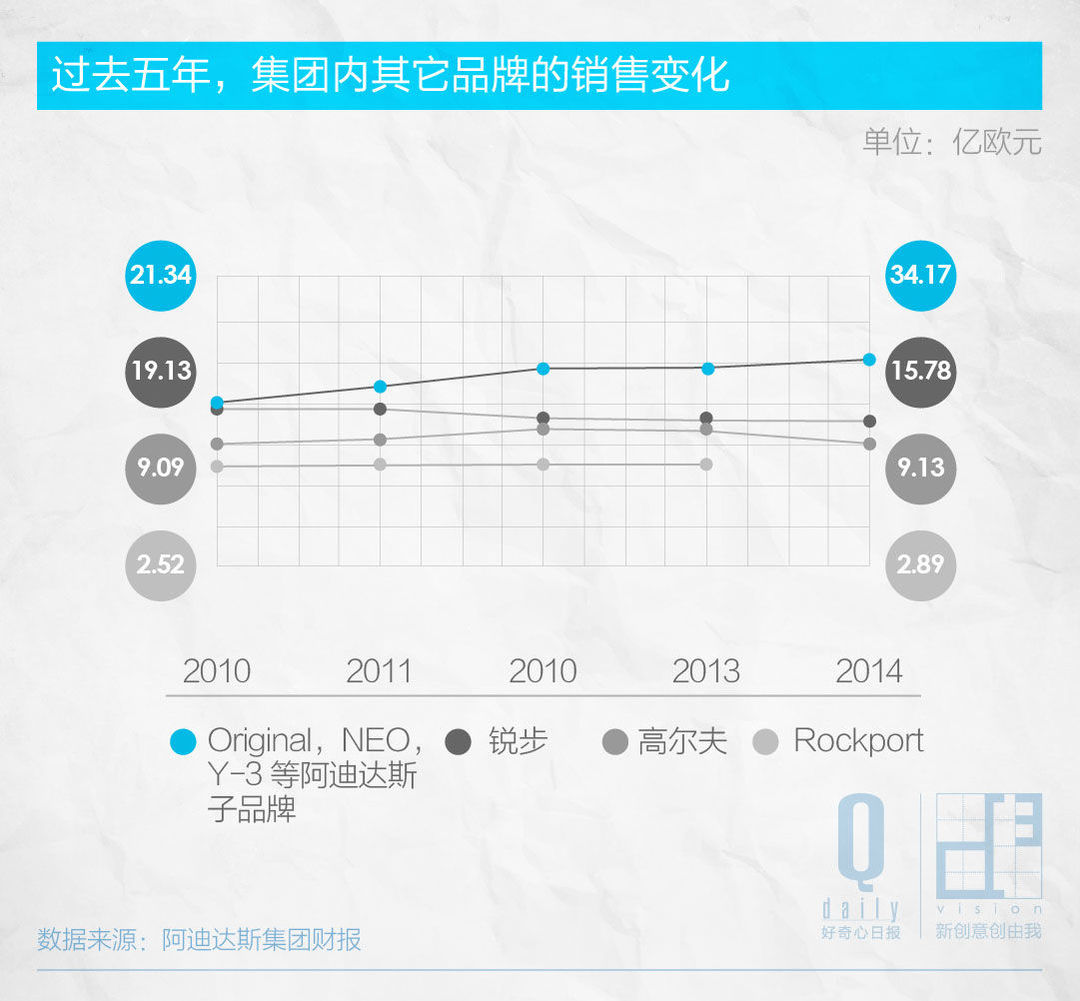 过去五年，集团内其它品牌的销售变化
单位：亿欧元
21.34
34.17
19.13
15.78
9.09
9.13
2.52
2.89
2010 2011 2010 2013 2014
Original，NEO，
Y-3 等阿迪达斯
子品牌
锐步
高尔夫
Rockport
Q
daily
好奇心日报
d3
vision
新创意创由我
数据来源：阿迪达斯集团财报